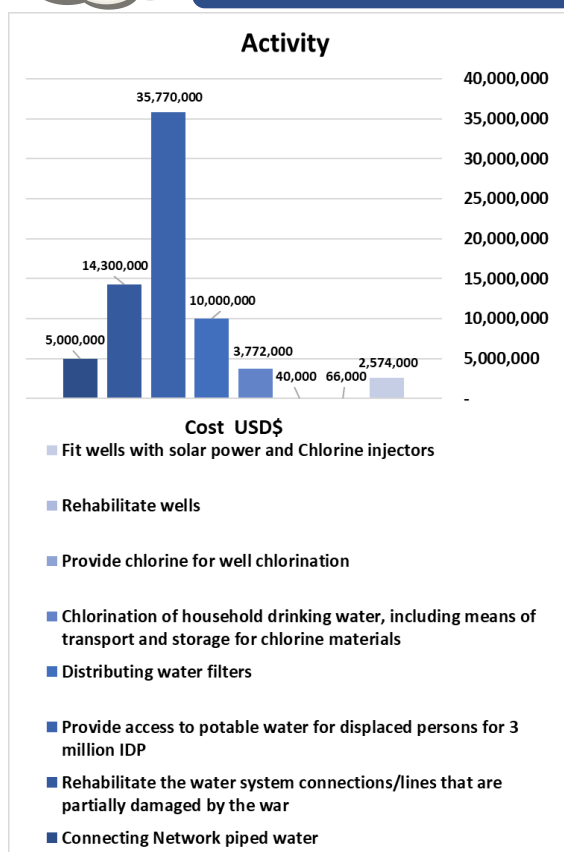 Activity
40,000,000
35,000,000
30,000,000
25,000,000
20,000,000
15,000,000
10,000,000
5,000,000
-
5,000,000
14,300,000
35,770,000
10,000,000
3,772,000
40,000
66,000
2,574,000
Cost USD$
Fit wells with solar power and Chlorine injectors
Rehabilitate wells
Provide chlorine for well chlorination
Chlorination of household drinking water, including means of
transport and storage for chlorine materials
Distributing water filters
Provide access to potable water for displaced persons for 3
million IDP
Rehabilitate the water system connections/lines that are
partially damaged by the war
Connecting Network piped water